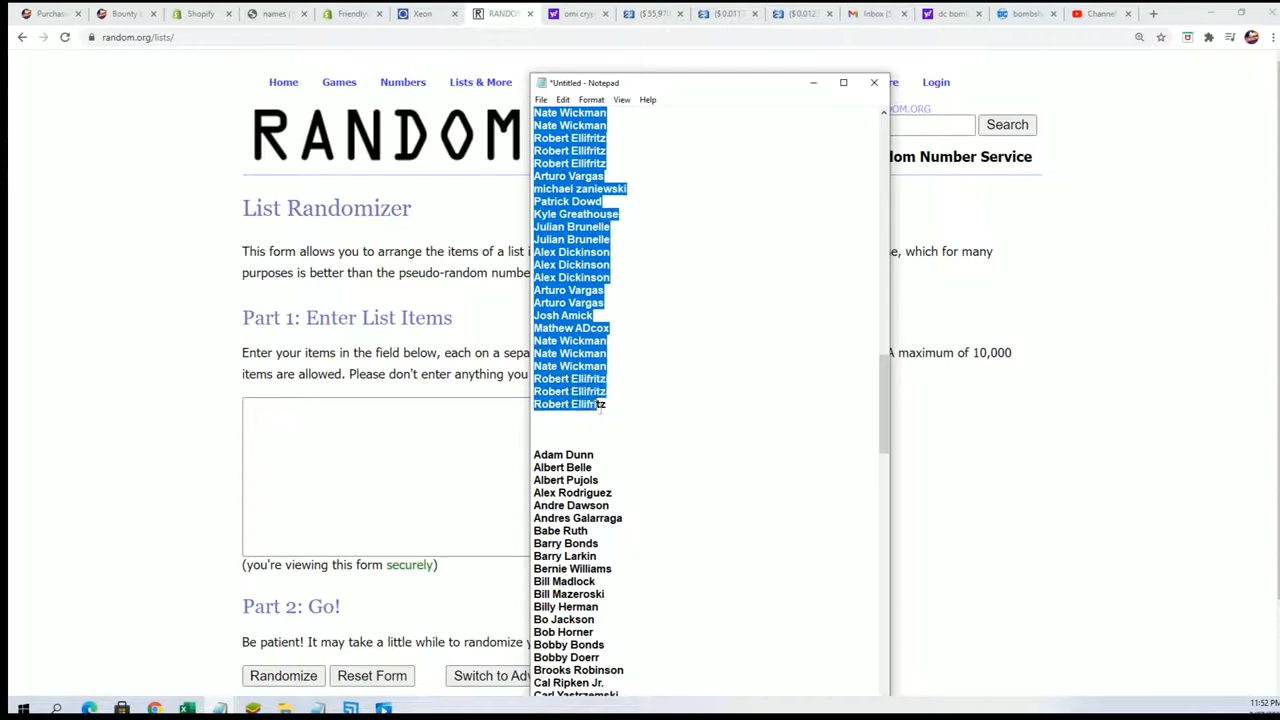 Purchas
Bounty b
Shopify
names (
Friendly
Xeon
RANDOM
omi cryp
($55,970
($0.011
($0.012
Inbox (5
dc bomb
bombsh
Channel
random.org/lists/
Home
Games
Numbers
Lists & More
re
Login
DOM.ORG
RANDOM
Search
dom Number Service
List Randomizer
This form allows you to arrange the items of a list i
e, which for many
purposes is better than the pseudo-random numbe
Part 1: Enter List Items
Enter your items in the field below, each on a sepa
A maximum of 10,000
items are allowed. Please don't enter anything you
(you're viewing this form securely)
Part 2: Go!
Be patient! It may take a little while to randomize y
Randomize
Reset Form
Switch to Adv
*Untitled - Notepad
File Edit Format View Help
Nate Wickman
Nate Wickman
Robert Ellifritz
Robert Ellifritz
Robert Ellifritz
Arturo Vargas
michael zaniewski
Patrick Dowd
Kyle Greathouse
Julian Brunelle
Julian Brunelle
Alex Dickinson
Alex Dickinson
Alex Dickinson
Arturo Vargas
Arturo Vargas
Josh Amick
Mathew ADcox
Nate Wickman
Nate Wickman
Nate Wickman
Robert Ellifritz
Robert Ellifritz
Robert Ellifritz
Adam Dunn
Albert Belle
Albert Pujols
Alex Rodriguez
Andre Dawson
Andres Galarraga
Babe Ruth
Barry Bonds
Barry Larkin
Bernie Williams
Bill Madlock
Bill Mazeroski
Billy Herman
Bo Jackson
Bob Horner
Bobby Bonds
Bobby Doerr
Brooks Robinson
Cal Ripken Jr.
Carl Yastrzemski
11:52 PM